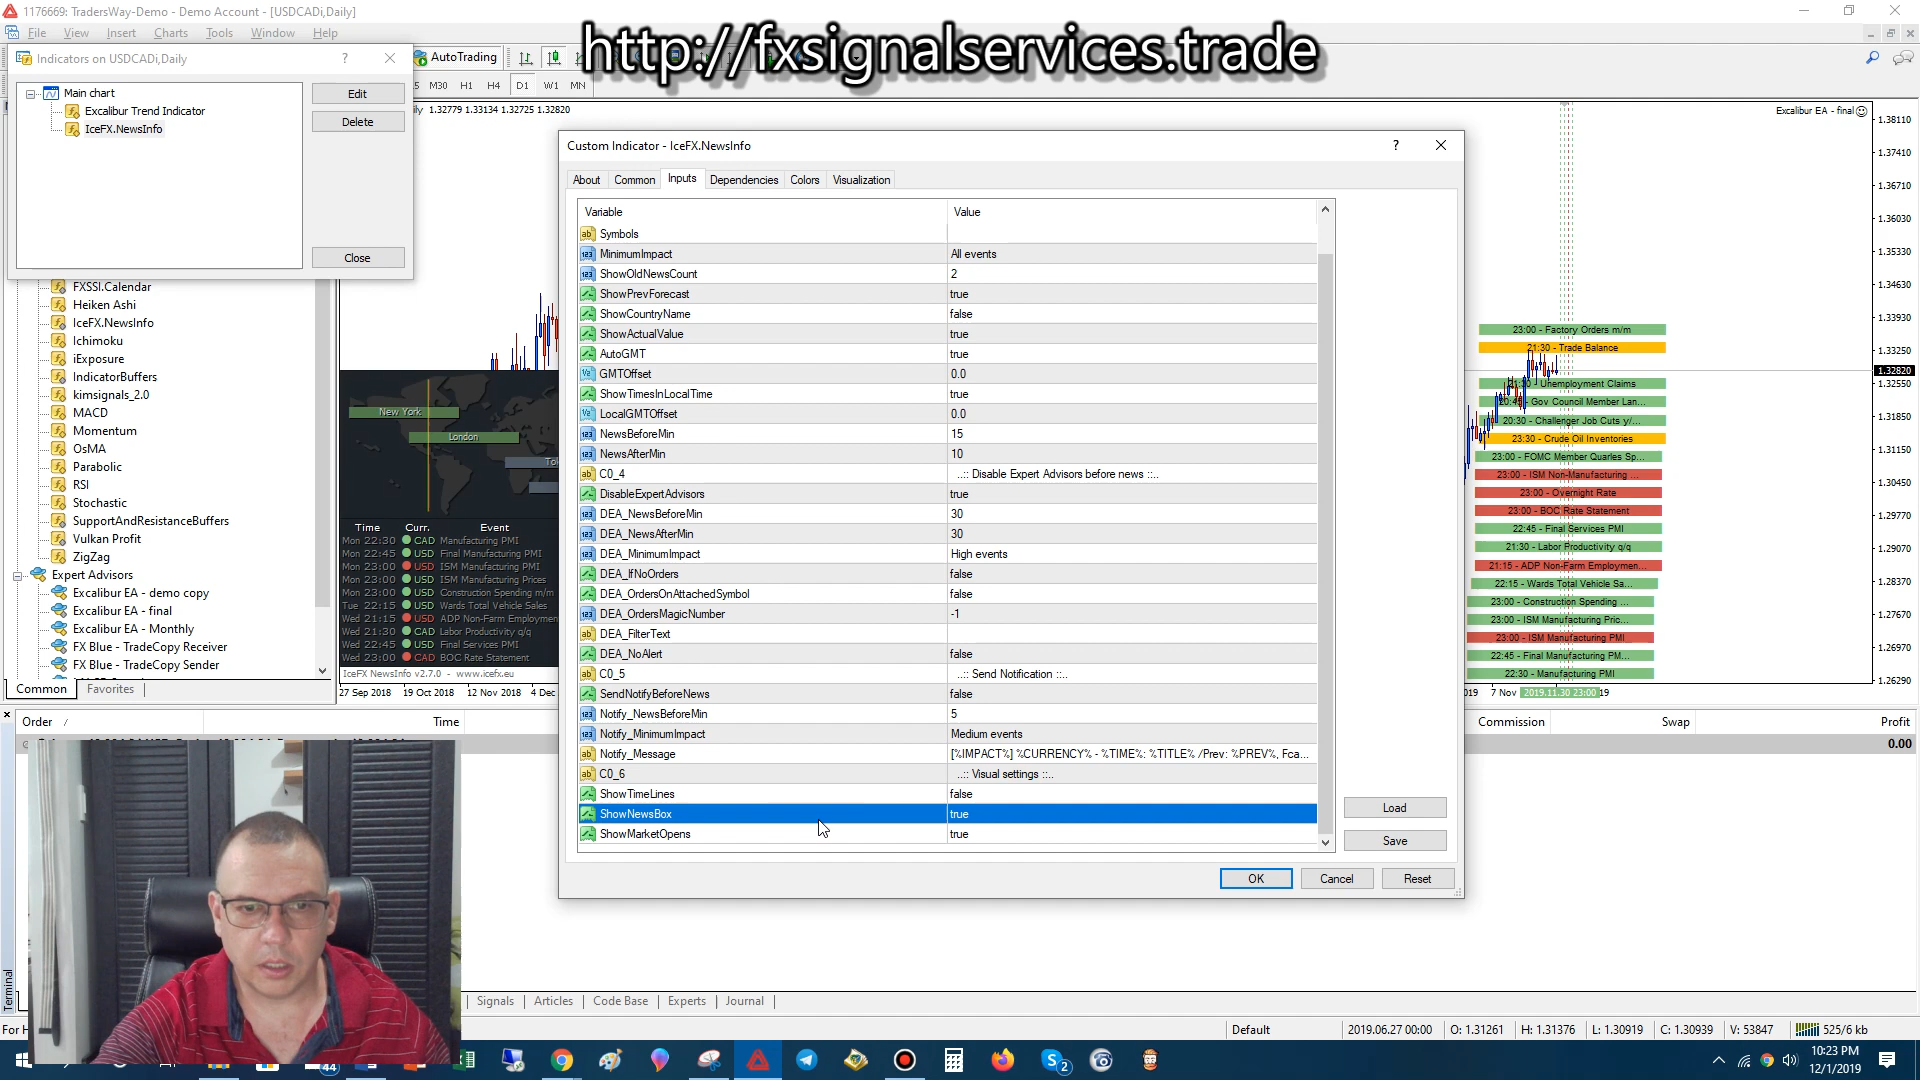 1176669: TradersWay-Demo - Demo Account - [USDCADi,Daily]
http://fxsignalservices.trade
File View Insert Charts Tools Window Help
Indicators on USDCADi,Daily ?
AutoTrading
M30 H1 H4 D1 W1 MN
Main chart
Excalibur Trend Indicator
IceFX.NewsInfo
Edit
Delete
Close
1.32779 1.33134 1.32725 1.32820
Excalibur EA - final
FXSSI.Calendar
Heiken Ashi
IceFX.NewsInfo
Ichimoku
iExposure
IndicatorBuffers
kimsignals_2.0
MACD
Momentum
OsMA
Parabolic
RSI
Stochastic
SupportAndResistanceBuffers
Vulkan Profit
ZigZag
Expert Advisors
Excalibur EA - demo copy
Excalibur EA - final
Excalibur EA - Monthly
FX Blue - TradeCopy Receiver
FX Blue - TradeCopy Sender
Common Favorites
New York
London
Time Curr. Event
Mon 22:30 CAD Manufacturing PMI
Mon 22:45 USD Final Manufacturing PMI
Mon 23:00 USD ISM Manufacturing PMI
Mon 23:00 USD ISM Manufacturing Prices
Mon 23:00 USD Construction Spending m/m
Tue 22:15 USD Wards Total Vehicle Sales
Wed 21:15 USD ADP Non-Farm Employmen
Wed 21:30 CAD Labor Productivity q/q
Wed 22:45 USD Final Services PMI
Wed 23:00 CAD BOC Rate Statement
IceFX NewsInfo v2.7.0 - www.icefx.eu
27 Sep 2018 19 Oct 2018 12 Nov 2018 4 Dec
Custom Indicator - IceFX.NewsInfo ?
About Common Inputs Dependencies Colors Visualization
Variable Value
Symbols
MinimumImpact All events
ShowOldNewsCount 2
ShowPrevForecast true
ShowCountryName false
ShowActualValue true
AutoGMT true
GMTOffset 0.0
ShowTimesInLocalTime true
LocalGMTOffset 0.0
NewsBeforeMin 15
NewsAfterMin 10
C0_4 ..:: Disable Expert Advisors before news ::..
DisableExpertAdvisors true
DEA_NewsBeforeMin 30
DEA_NewsAfterMin 30
DEA_MinimumImpact High events
DEA_IfNoOrders false
DEA_OrdersOnAttachedSymbol false
DEA_OrdersMagicNumber -1
DEA_FilterText
DEA_NoAlert false
C0_5 ..:: Send Notification ::..
SendNotifyBeforeNews false
Notify_NewsBeforeMin 5
Notify_MinimumImpact Medium events
Notify_Message [%IMPACT%] %CURRENCY% - %TIME%: %TITLE% /Prev: %PREV%, Fca...
C0_6 ..:: Visual settings ::..
ShowTimeLines false
ShowNewsBox true
ShowMarketOpens true
Load
Save
OK Cancel Reset
23:00 - Factory Orders m/m
21:30 - Trade Balance
21:30 - Unemployment Claims
20:45 - Gov Council Member Lan...
20:30 - Challenger Job Cuts y/...
23:30 - Crude Oil Inventories
23:00 - FOMC Member Quarles Sp...
23:00 - ISM Non-Manufacturing ...
23:00 - Overnight Rate
23:00 - BOC Rate Statement
22:45 - Final Services PMI
21:30 - Labor Productivity q/q
21:15 - ADP Non-Farm Employmen...
22:15 - Wards Total Vehicle Sa...
23:00 - Construction Spending ...
23:00 - ISM Manufacturing Pric...
23:00 - ISM Manufacturing PMI
22:45 - Final Manufacturing PM...
22:30 - Manufacturing PMI
7 Nov 2019.11.30 23:00
1.38110
1.37410
1.36710
1.36030
1.35330
1.34630
1.33930
1.33250
1.32820
1.32550
1.31850
1.31150
1.30450
1.29770
1.29070
1.28370
1.27670
1.26970
1.26290
Order / Time Commission Swap Profit
0.00
Terminal
Signals Articles Code Base Experts Journal
For H
Default 2019.06.27 00:00 O: 1.31261 H: 1.31376 L: 1.30919 C: 1.30939 V: 53847 525/6 kb
44
2
10:23 PM
12/1/2019